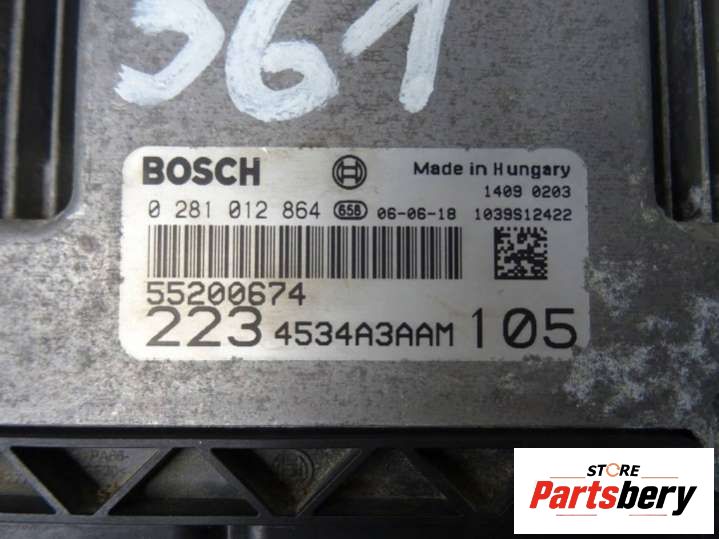 361
BOSCH Made in Hungary
1409 0203
0 281 012 864 658 06-06-18 1039S12422
55200674
223 4534A3AAM 105
STORE
Partsbery